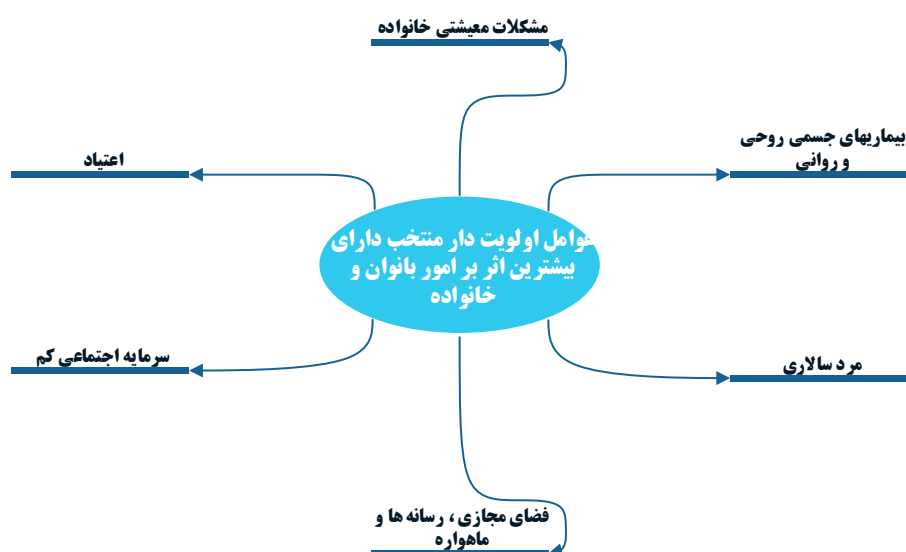 مشکلات معیشتی خانواده
بیماریهای جسمی روحی
و روانی
اعتیاد
عوامل اولویت دار منتخب دارای
بیشترین اثر بر امور بانوان و
خانواده
مرد سالاری
سرمایه اجتماعی کم
فضای مجازی ، رسانه ها و
ماهواره